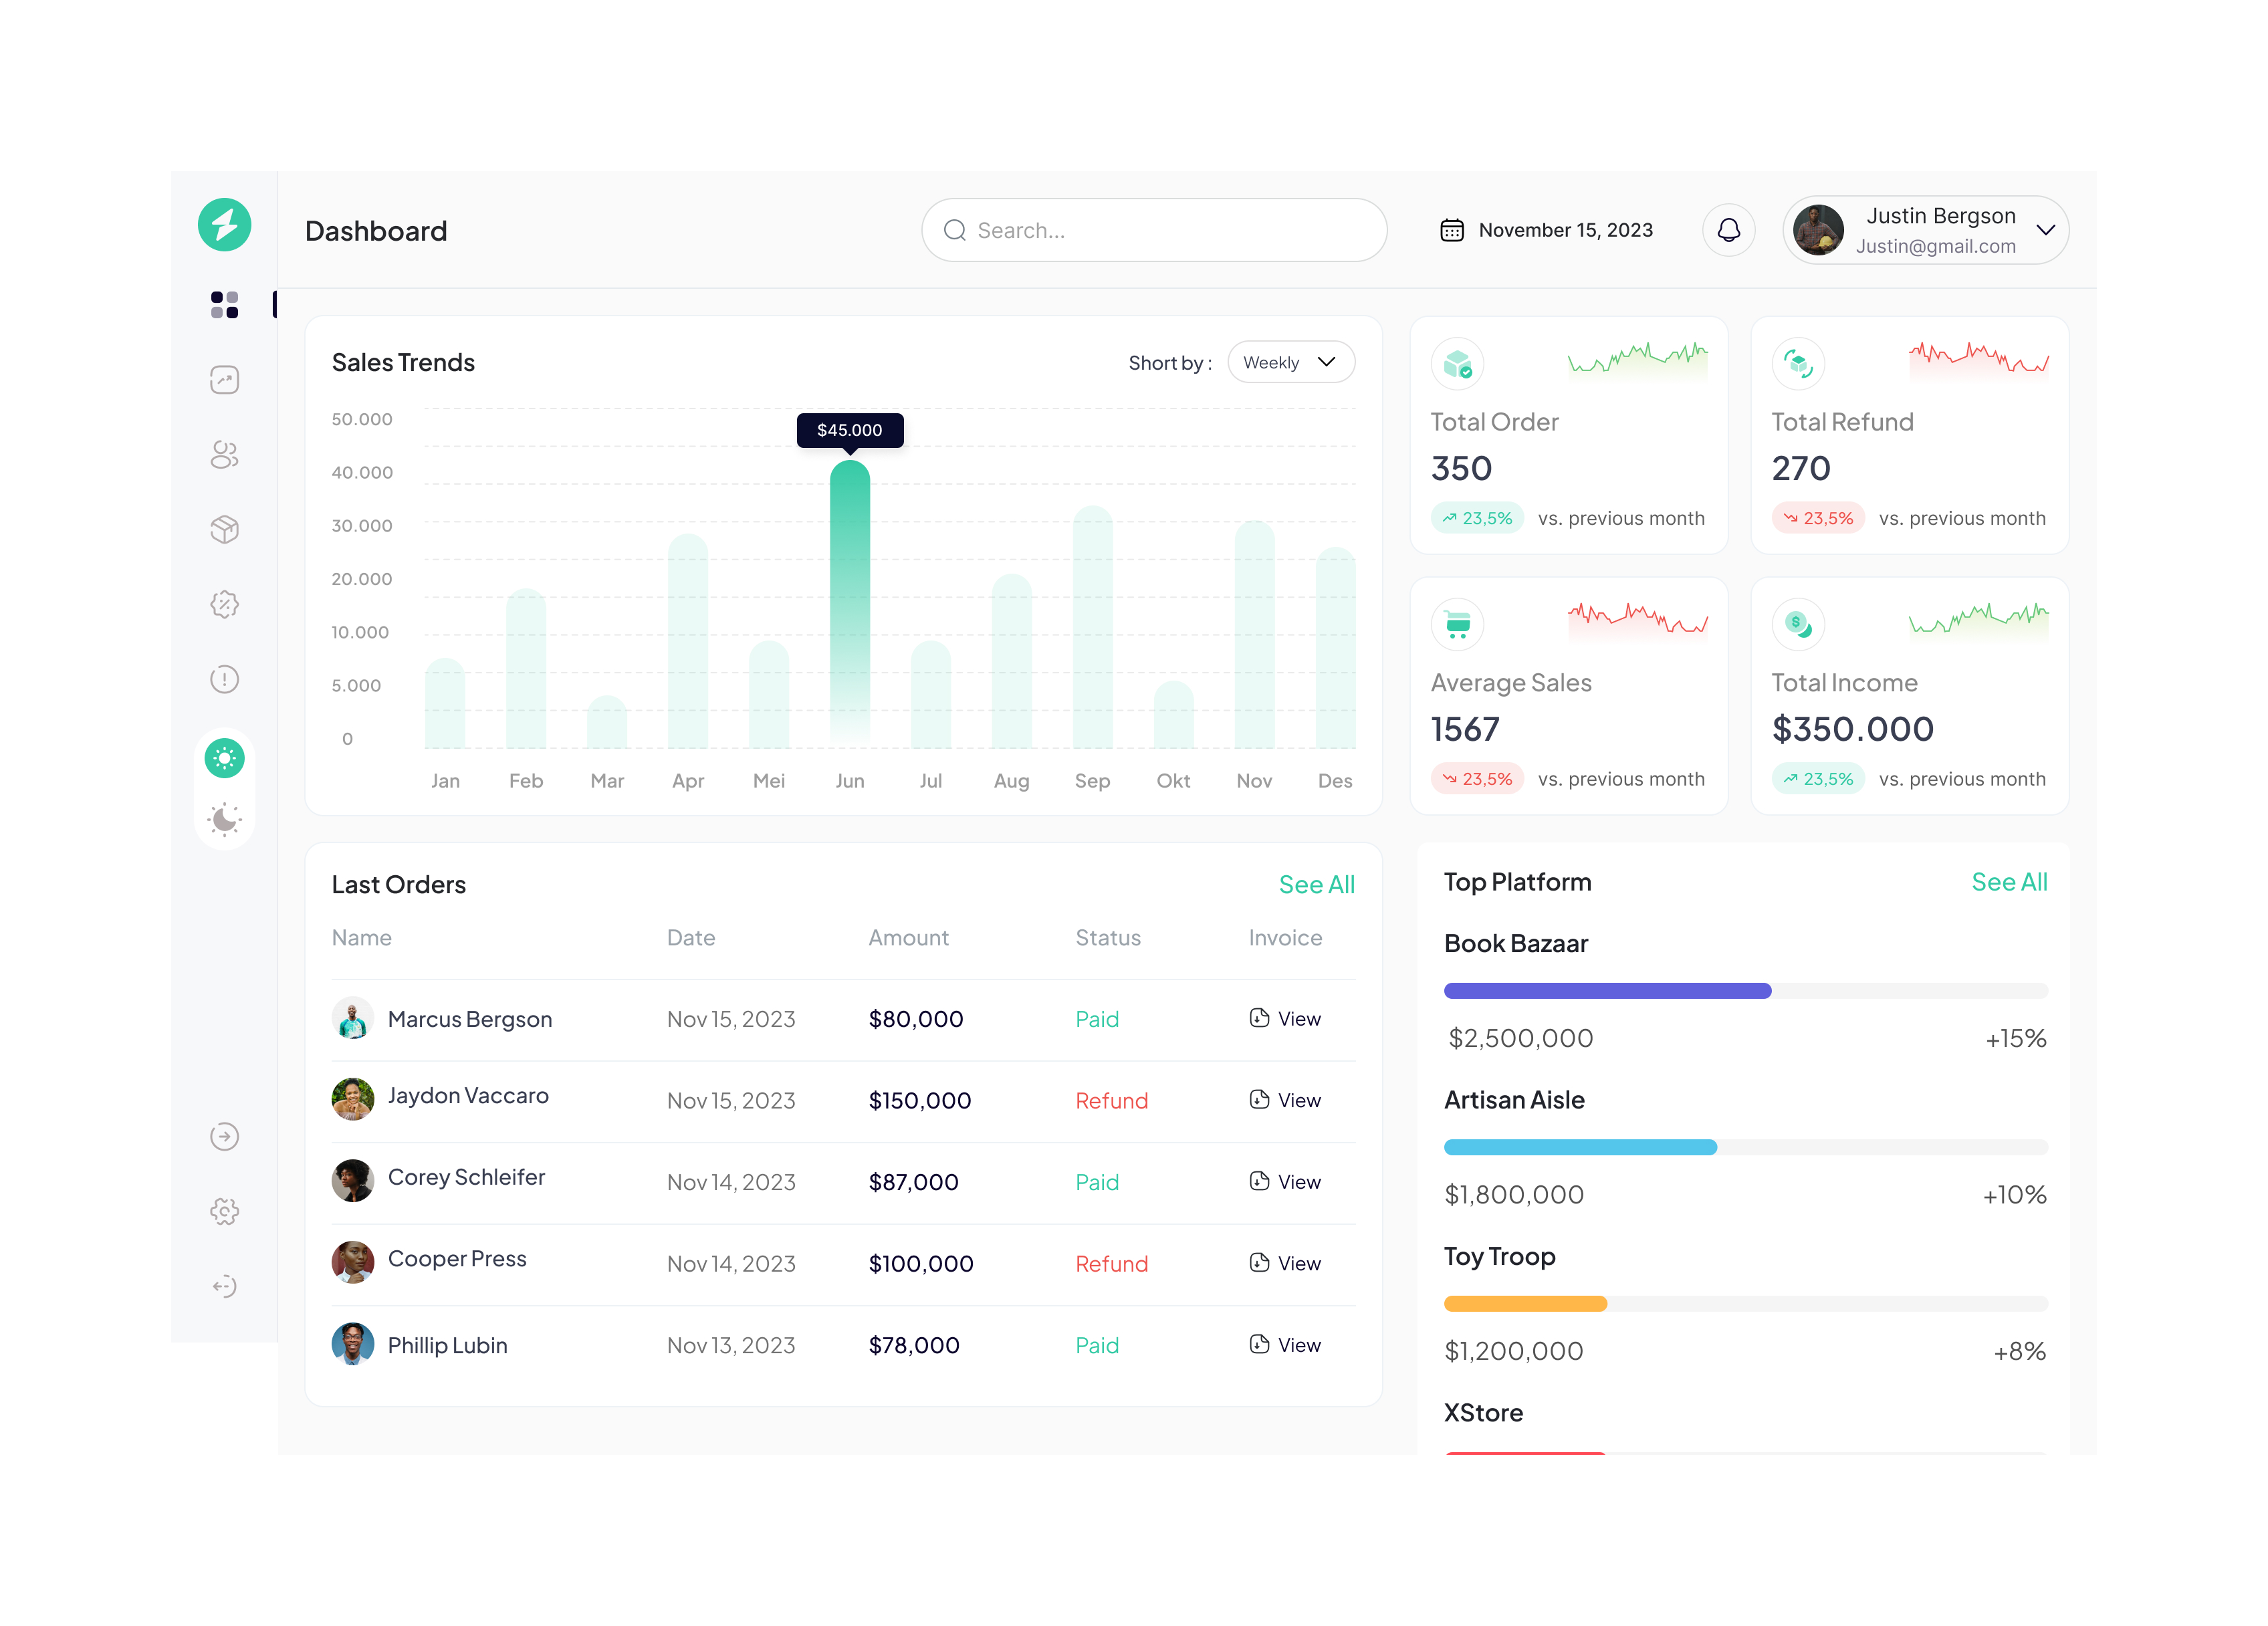 Dashboard
Search...
November 15, 2023
Justin Bergson
Justin@gmail.com
Sales Trends
Short by :
Weekly
50.000
40.000
30.000
20.000
10.000
5.000
0
$45.000
Jan Feb Mar Apr Mei Jun Jul Aug Sep Okt Nov Des
Total Order
350
23,5% vs. previous month
Total Refund
270
23,5% vs. previous month
Average Sales
1567
23,5% vs. previous month
Total Income
$350.000
23,5% vs. previous month
Last Orders
See All
Name Date Amount Status Invoice
Marcus Bergson Nov 15, 2023 $80,000 Paid View
Jaydon Vaccaro Nov 15, 2023 $150,000 Refund View
Corey Schleifer Nov 14, 2023 $87,000 Paid View
Cooper Press Nov 14, 2023 $100,000 Refund View
Phillip Lubin Nov 13, 2023 $78,000 Paid View
Top Platform
See All
Book Bazaar
$2,500,000 +15%
Artisan Aisle
$1,800,000 +10%
Toy Troop
$1,200,000 +8%
XStore